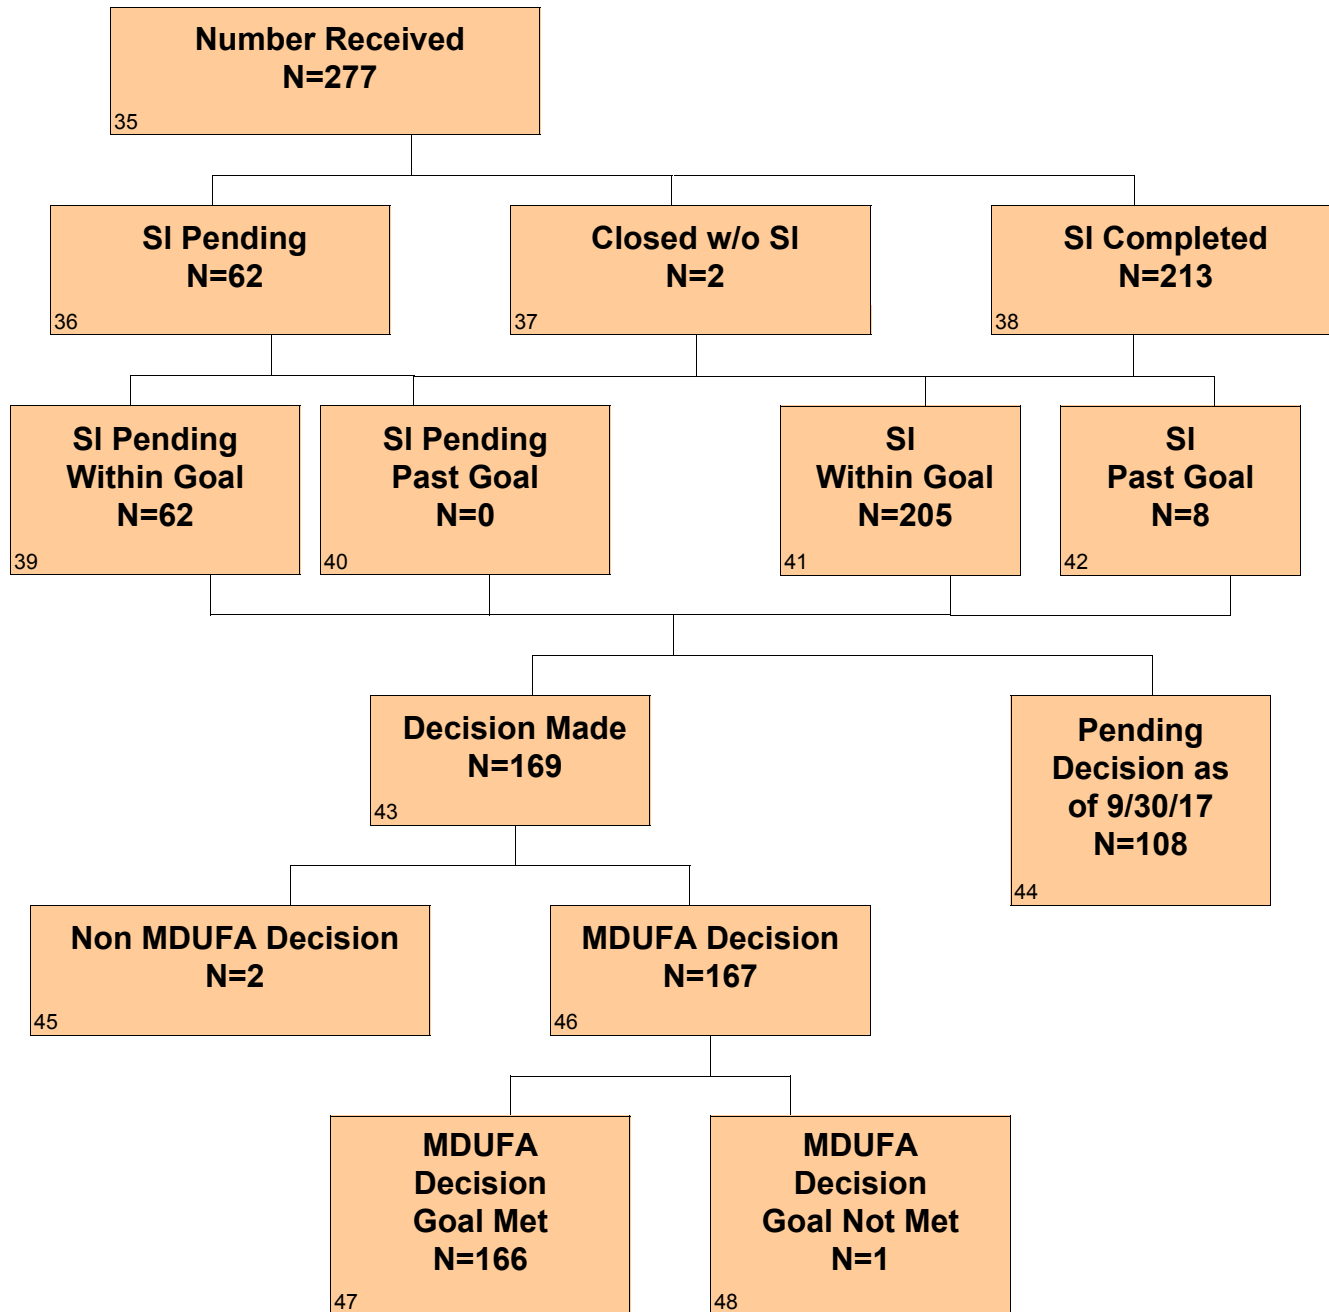 Number Received
N=277
35
SI Pending
N=62
36
Closed w/o SI
N=2
37
SI Completed
N=213
38
SI Pending
Within Goal
N=62
39
SI Pending
Past Goal
N=0
40
SI
Within Goal
N=205
41
SI
Past Goal
N=8
42
Decision Made
N=169
43
Pending
Decision as
of 9/30/17
N=108
44
Non MDUFA Decision
N=2
45
MDUFA Decision
N=167
46
MDUFA
Decision
Goal Met
N=166
47
MDUFA
Decision
Goal Not Met
N=1
48